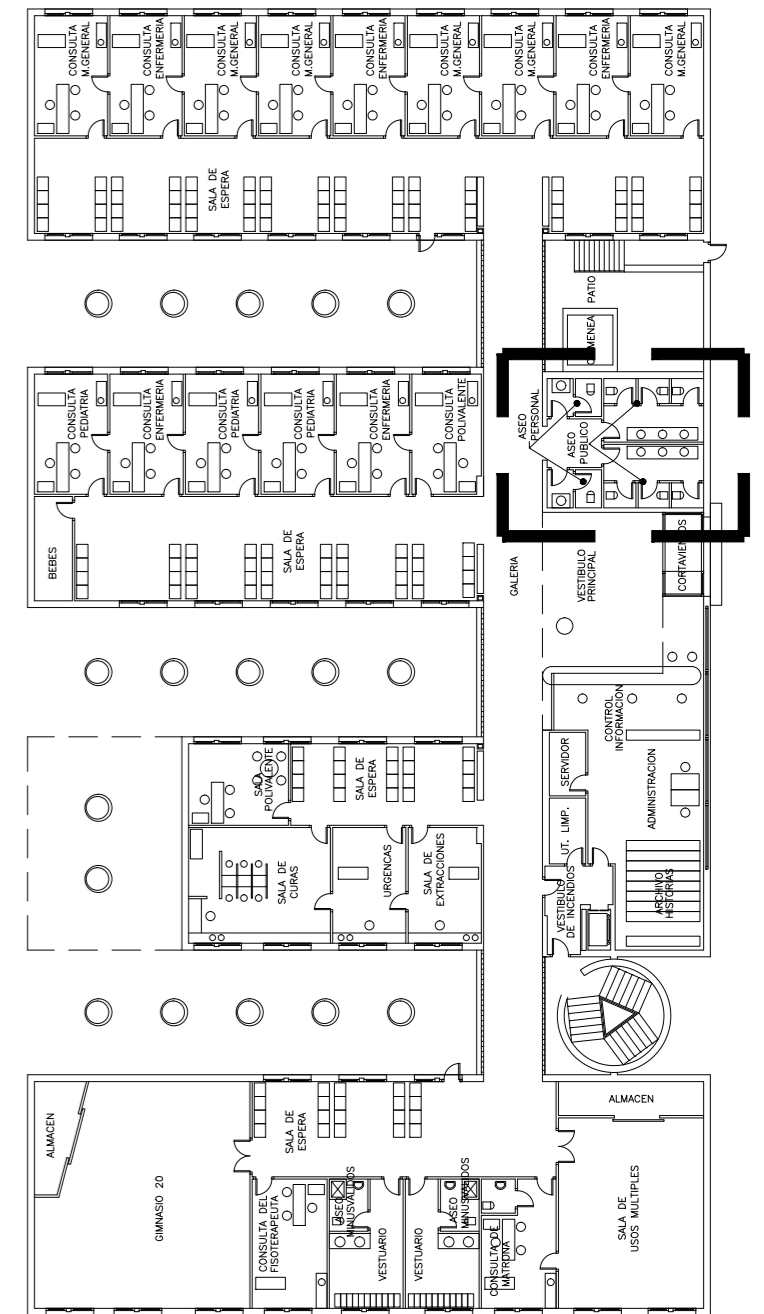 CONSULTA
M.GENERAL
CONSULTA
ENFERMERIA
CONSULTA
M.GENERAL
CONSULTA
M.GENERAL
CONSULTA
ENFERMERIA
CONSULTA
M.GENERAL
CONSULTA
M.GENERAL
CONSULTA
ENFERMERIA
CONSULTA
M.GENERAL
SALA DE
ESPERA
PATIO
CHIMENEA
CONSULTA
PEDIATRIA
CONSULTA
ENFERMERIA
CONSULTA
PEDIATRIA
CONSULTA
PEDIATRIA
CONSULTA
ENFERMERIA
CONSULTA
POLIVALENTE
ASEO
PERSONAL
ASEO
PUBLICO
BEBES
SALA DE
ESPERA
GALERIA
VESTIBULO
PRINCIPAL
CORTAVIENTOS
CONTROL
INFORMACION
SALA
POLIVALENTE
SALA DE
ESPERA
SERVIDOR
ADMINISTRACION
UT. LIMP.
SALA DE
CURAS
URGENCAS
SALA DE
EXTRACCIONES
VESTIBULO
DE INCENDIOS
ARCHIVO
HISTORIAS
ALMACEN
SALA DE
ESPERA
ALMACEN
GIMNASIO 20
CONSULTA DEL
FISOTERAPEUTA
ASEO
MINUSVALIDOS
VESTUARIO
VESTUARIO
ASEO
MINUSVALIDOS
CONSULTA DE
MATRONA
SALA DE
USOS MULTIPLES